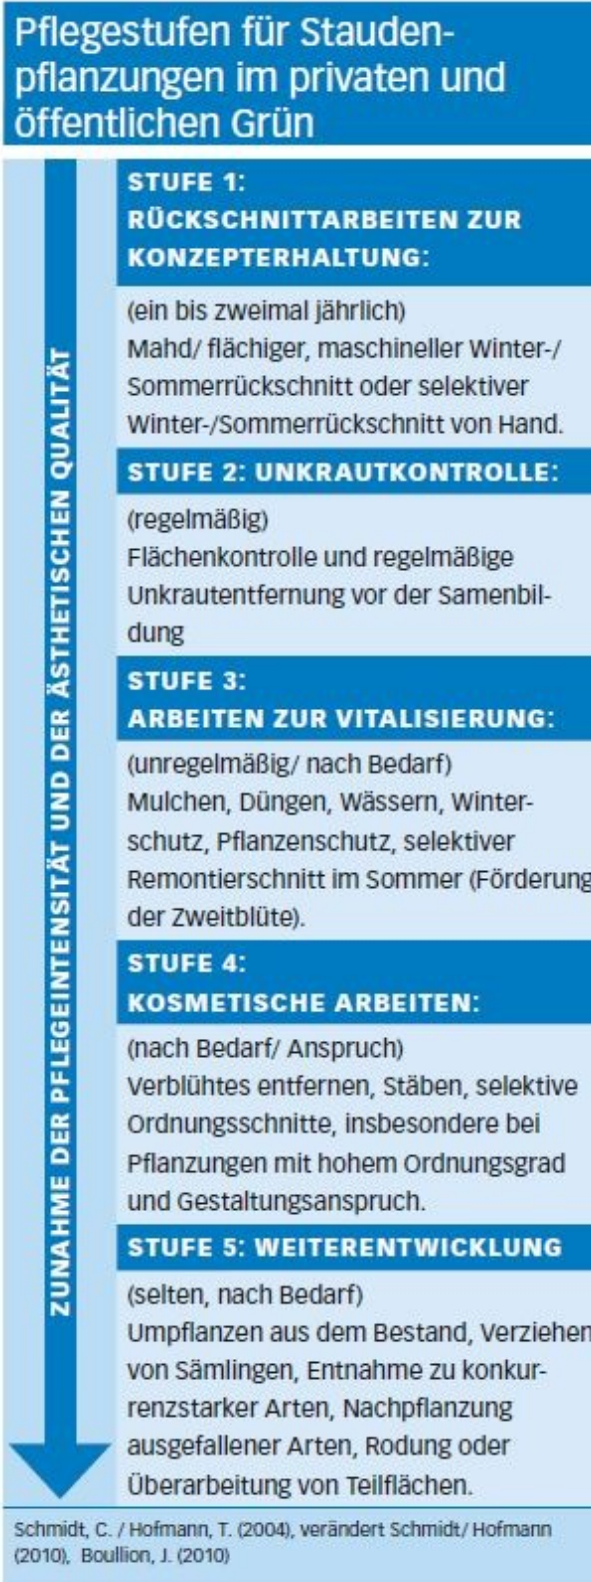 Pflegestufen für Stauden-
pflanzungen im privaten und
öffentlichen Grün
ZUNAHME DER PFLEGEINTENSITÄT UND DER ÄSTHETISCHEN QUALITÄT
STUFE 1:
RÜCKSCHNITTARBEITEN ZUR
KONZEPTERHALTUNG:
(ein bis zweimal jährlich)
Mahd/ flächiger, maschineller Winter-/
Sommerrückschnitt oder selektiver
Winter-/Sommerrückschnitt von Hand.
STUFE 2: UNKRAUTKONTROLLE:
(regelmäßig)
Flächenkontrolle und regelmäßige
Unkrautentfernung vor der Samenbil-
dung
STUFE 3:
ARBEITEN ZUR VITALISIERUNG:
(unregelmäßig/ nach Bedarf)
Mulchen, Düngen, Wässern, Winter-
schutz, Pflanzenschutz, selektiver
Remontierschnitt im Sommer (Förderung
der Zweitblüte).
STUFE 4:
KOSMETISCHE ARBEITEN:
(nach Bedarf/ Anspruch)
Verblühtes entfernen, Stäben, selektive
Ordnungsschnitte, insbesondere bei
Pflanzungen mit hohem Ordnungsgrad
und Gestaltungsanspruch.
STUFE 5: WEITERENTWICKLUNG
(selten, nach Bedarf)
Umpflanzen aus dem Bestand, Verziehen
von Sämlingen, Entnahme zu konkur-
renzstarker Arten, Nachpflanzung
ausgefallener Arten, Rodung oder
Überarbeitung von Teilflächen.
Schmidt, C. / Hofmann, T. (2004), verändert Schmidt/ Hofmann
(2010), Boullion, J. (2010)